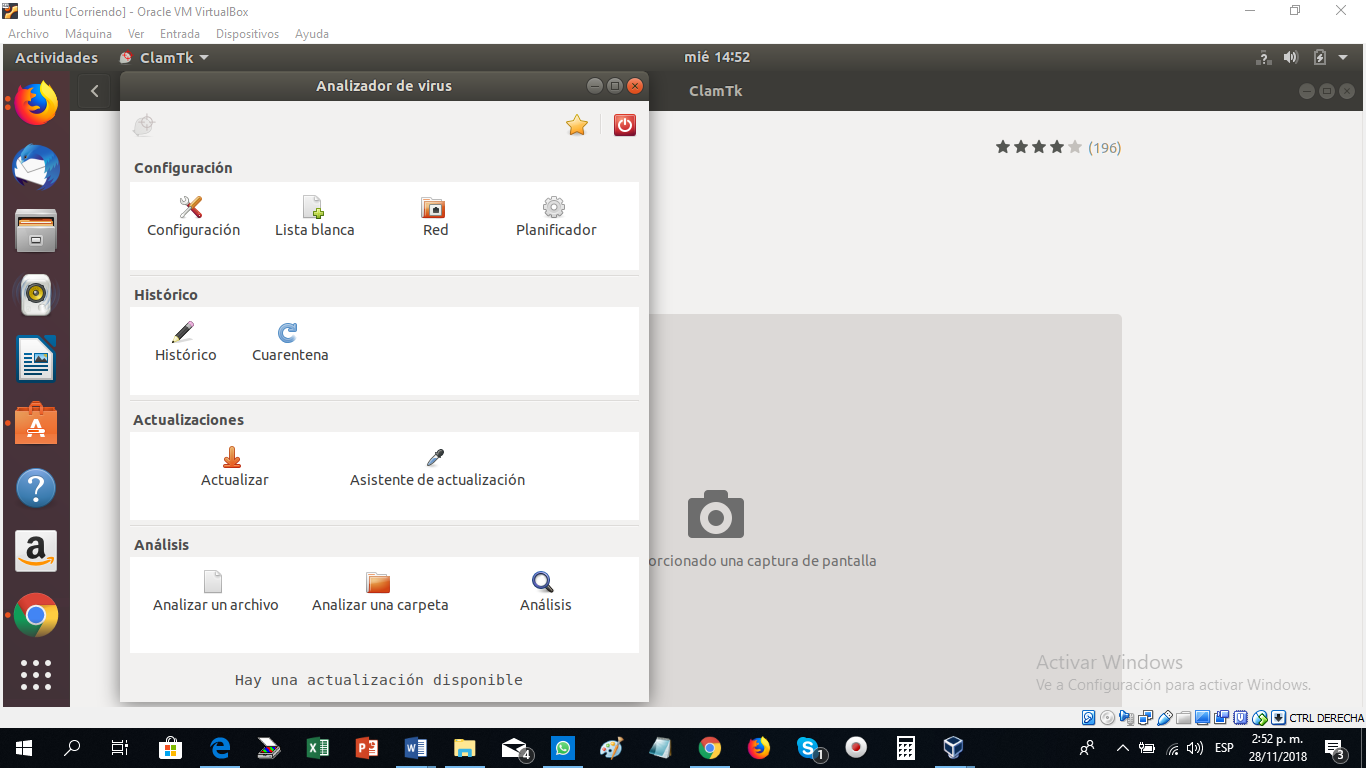 ubuntu [Corriendo] - Oracle VM VirtualBox
Archivo Máquina Ver Entrada Dispositivos Ayuda
Actividades ClamTk mié 14:52
Analizador de virus
ClamTk
(196)
Configuración
Configuración Lista blanca Red Planificador
Histórico
Histórico Cuarentena
Actualizaciones
Actualizar Asistente de actualización
orcionado una captura de pantalla
Análisis
Analizar un archivo Analizar una carpeta Análisis
Hay una actualización disponible
Activar Windows
Ve a Configuración para activar Windows.
CTRL DERECHA
4
1
ESP
2:52 p. m.
28/11/2018
3